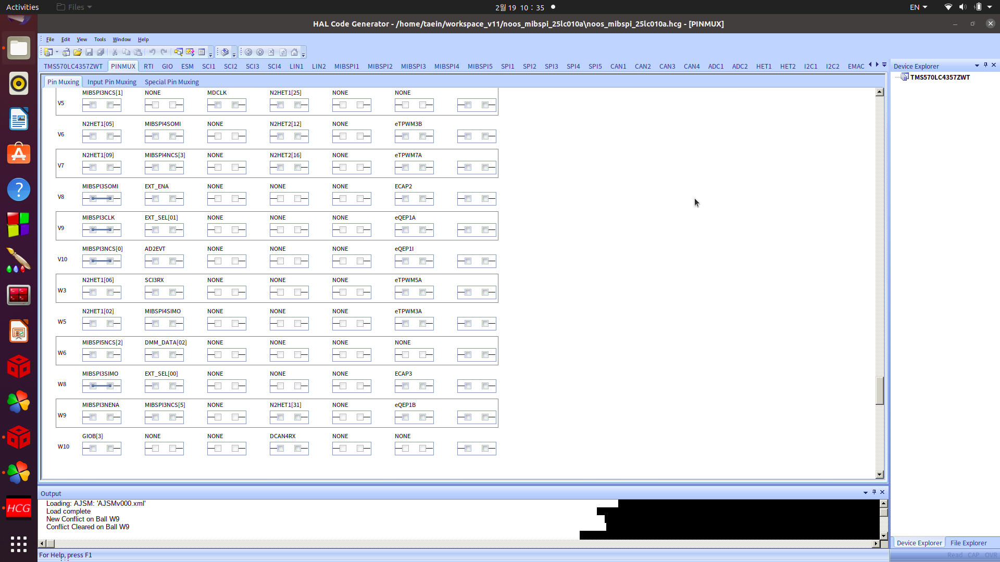 Activities Files 2월 19 10 : 35 EN
HAL Code Generator - /home/taein/workspace_v11/noos_mibspi_25lc010a\noos_mibspi_25lc010a.hcg - [PINMUX]
File Edit View Tools Window Help
TMS570LC4357ZWT PINMUX RTI GIO ESM SCI1 SCI2 SCI3 SCI4 LIN1 LIN2 MIBSPI1 MIBSPI2 MIBSPI3 MIBSPI4 MIBSPI5 SPI1 SPI2 SPI3 SPI4 SPI5 CAN1 CAN2 CAN3 CAN4 ADC1 ADC2 HET1 HET2 I2C1 I2C2 EMAC
Device Explorer
TMS570LC4357ZWT
Pin Muxing Input Pin Muxing Special Pin Muxing
MIBSPI3NCS[1] NONE MDCLK N2HET1[25] NONE NONE
V5
N2HET1[05] MIBSPI4SOMI NONE N2HET2[12] NONE eTPWM3B
V6
N2HET1[09] MIBSPI4NCS[3] NONE N2HET2[16] NONE eTPWM7A
V7
MIBSPI3SOMI EXT_ENA NONE NONE NONE ECAP2
V8
MIBSPI3CLK EXT_SEL[01] NONE NONE NONE eQEP1A
V9
MIBSPI3NCS[0] AD2EVT NONE NONE NONE eQEP1I
V10
N2HET1[06] SCI3RX NONE NONE NONE eTPWM5A
W3
N2HET1[02] MIBSPI4SIMO NONE NONE NONE eTPWM3A
W5
MIBSPI5NCS[2] DMM_DATA[02] NONE NONE NONE NONE
W6
MIBSPI3SIMO EXT_SEL[00] NONE NONE NONE ECAP3
W8
MIBSPI3NENA MIBSPI3NCS[5] NONE N2HET1[31] NONE eQEP1B
W9
GIOB[3] NONE NONE DCAN4RX NONE NONE
W10
Output
Loading: AJSM: 'AJSMv000.xml'
Load complete
New Conflict on Ball W9
Conflict Cleared on Ball W9
HCG
Device Explorer File Explorer
For Help, press F1
Read CAP OVR